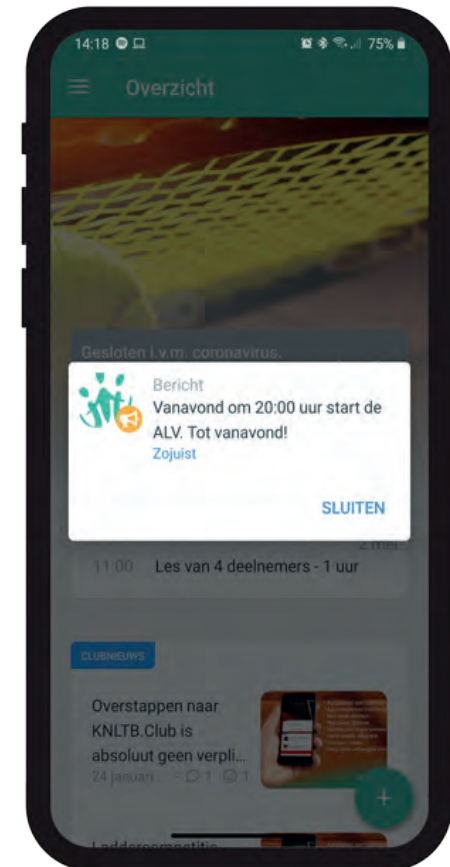 14:18
75%
Overzicht
Gesloten i.v.m. coronavirus.
Bericht
Vanavond om 20:00 uur start de
ALV. Tot vanavond!
Zojuist
SLUITEN
2 mei
11:00 Les van 4 deelnemers - 1 uur
CLUBNIEUWS
Overstappen naar
KNLTB.Club is
absoluut geen verpli...
24 januari 1 1
Laddercompetitie